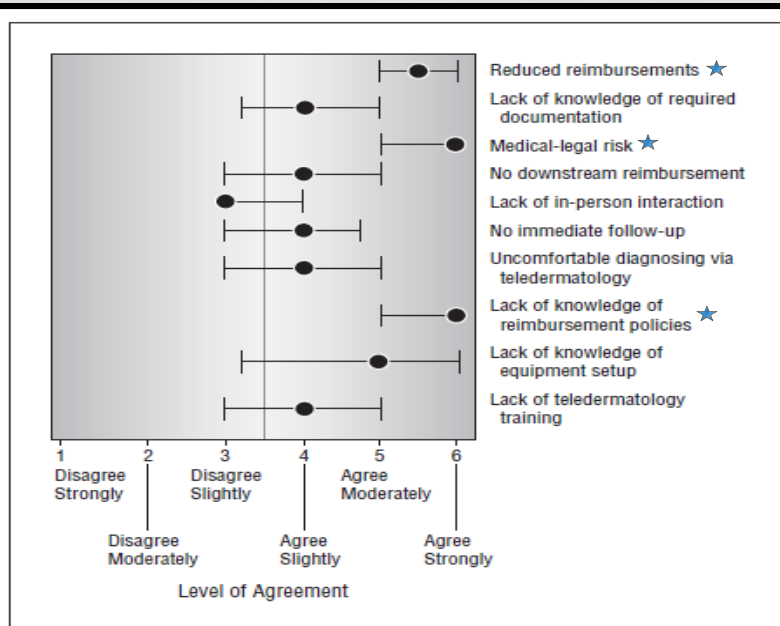 Reduced reimbursements
Lack of knowledge of required
documentation
Medical-legal risk
No downstream reimbursement
Lack of in-person interaction
No immediate follow-up
Uncomfortable diagnosing via
teledermatology
Lack of knowledge of
reimbursement policies
Lack of knowledge of
equipment setup
Lack of teledermatology
training
1 2 3 4 5 6
Disagree Disagree Agree
Strongly Slightly Moderately
Disagree Agree Agree
Moderately Slightly Strongly
Level of Agreement